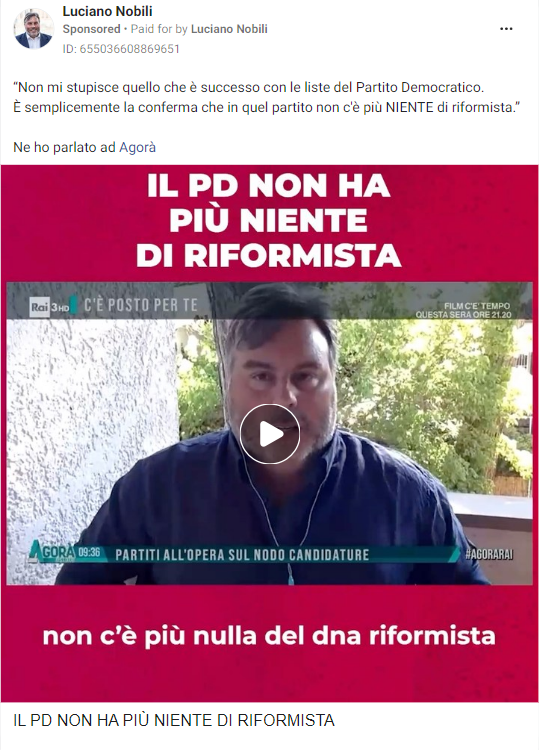 Luciano Nobili
Sponsored • Paid for by Luciano Nobili
ID: 655036608869651
“Non mi stupisce quello che è successo con le liste del Partito Democratico.
È semplicemente la conferma che in quel partito non c'è più NIENTE di riformista.”
Ne ho parlato ad Agorà
IL PD NON HA
PIÙ NIENTE
DI RIFORMISTA
Rai 3HD C'È POSTO PER TE
FILM C'E' TEMPO
QUESTA SERA ORE 21.20
AGORA 09:36 PARTITI ALL'OPERA SUL NODO CANDIDATURE #AGORARAI
non c’è più nulla del dna riformista
IL PD NON HA PIÙ NIENTE DI RIFORMISTA